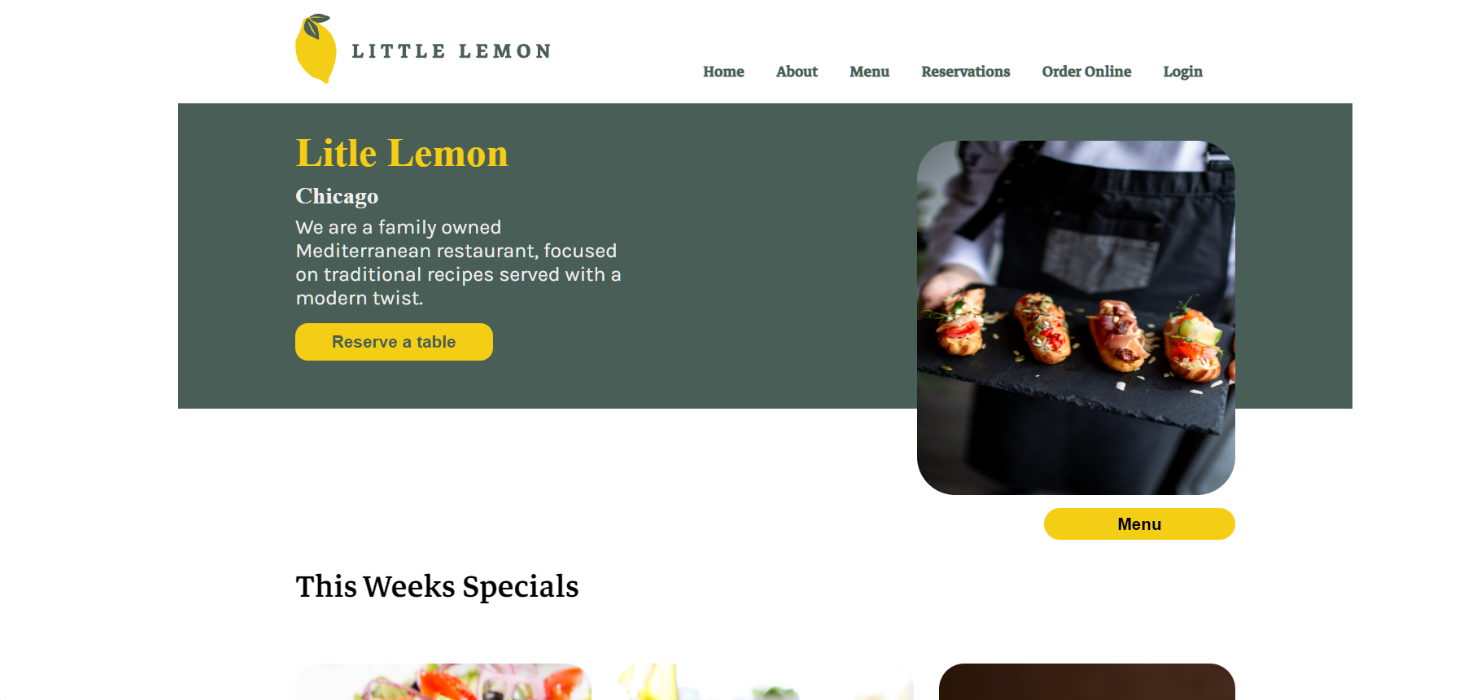 LITTLE LEMON
Home About Menu Reservations Order Online Login
Litle Lemon
Chicago
We are a family owned
Mediterranean restaurant, focused
on traditional recipes served with a
modern twist.
Reserve a table
Menu
This Weeks Specials